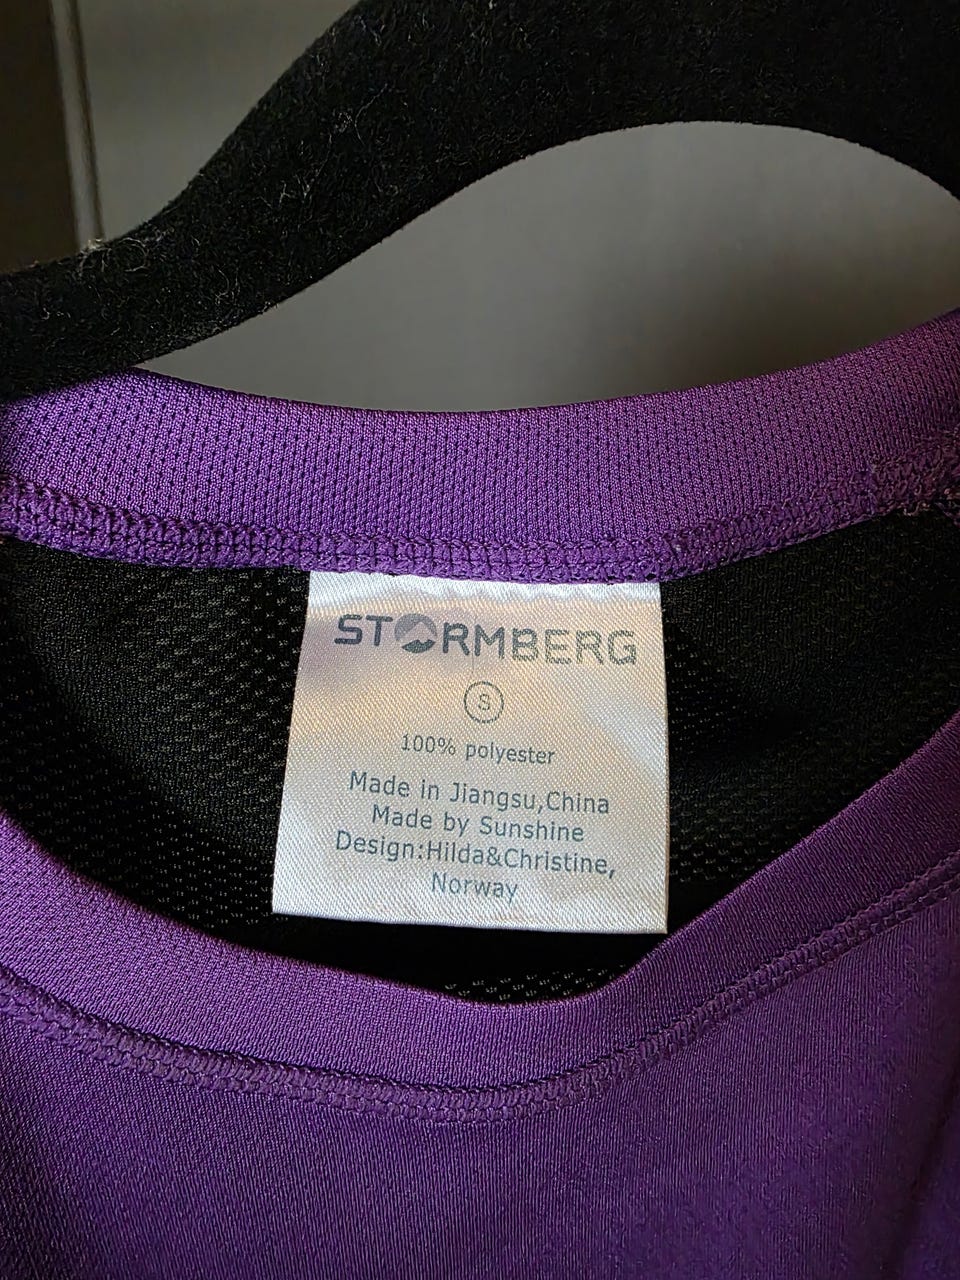 STORMBERG
S
100% polyester
Made in Jiangsu,China
Made by Sunshine
Design:Hilda&Christine,
Norway